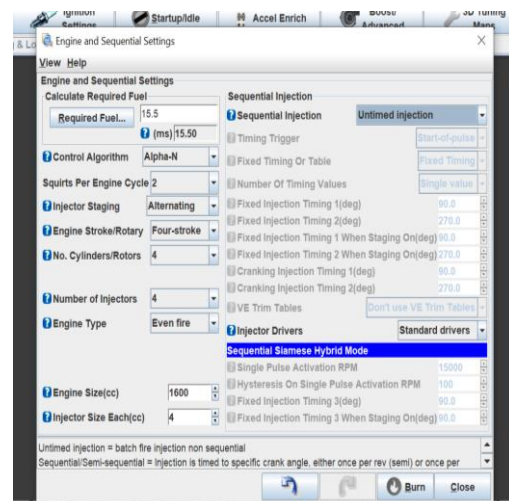 Ignition Settings
Startup/Idle
Accel Enrich
Boost Advanced
3D Tuning Maps
Engine and Sequential Settings
View Help
Engine and Sequential Settings
Calculate Required Fuel
Required Fuel... 15.5
(ms) 15.50
Control Algorithm Alpha-N
Squirts Per Engine Cycle 2
Injector Staging Alternating
Engine Stroke/Rotary Four-stroke
No. Cylinders/Rotors 4
Number of Injectors 4
Engine Type Even fire
Engine Size(cc) 1600
Injector Size Each(cc) 4
Sequential Injection
Sequential Injection Untimed injection
Timing Trigger Start-of-pulse
Fixed Timing Or Table Fixed Timing
Number Of Timing Values Single value
Fixed Injection Timing 1(deg) 90.0
Fixed Injection Timing 2(deg) 270.0
Fixed Injection Timing 1 When Staging On(deg) 90.0
Fixed Injection Timing 2 When Staging On(deg) 270.0
Cranking Injection Timing 1(deg) 90.0
Cranking Injection Timing 2(deg) 270.0
VE Trim Tables Don't use VE Trim Tables
Injector Drivers Standard drivers
Sequential Siamese Hybrid Mode
Single Pulse Activation RPM 15000
Hysteresis On Single Pulse Activation RPM 100
Fixed Injection Timing 3(deg) 90.0
Fixed Injection Timing 3 When Staging On(deg) 90.0
Untimed injection = batch fire injection non sequential
Sequential/Semi-sequential = Injection is timed to specific crank angle, either once per rev (semi) or once per
Burn Close